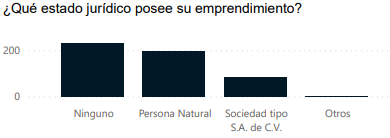 ¿Qué estado jurídico posee su emprendimiento?
200
0
Ninguno
Persona Natural
Sociedad tipo
S.A. de C.V.
Otros